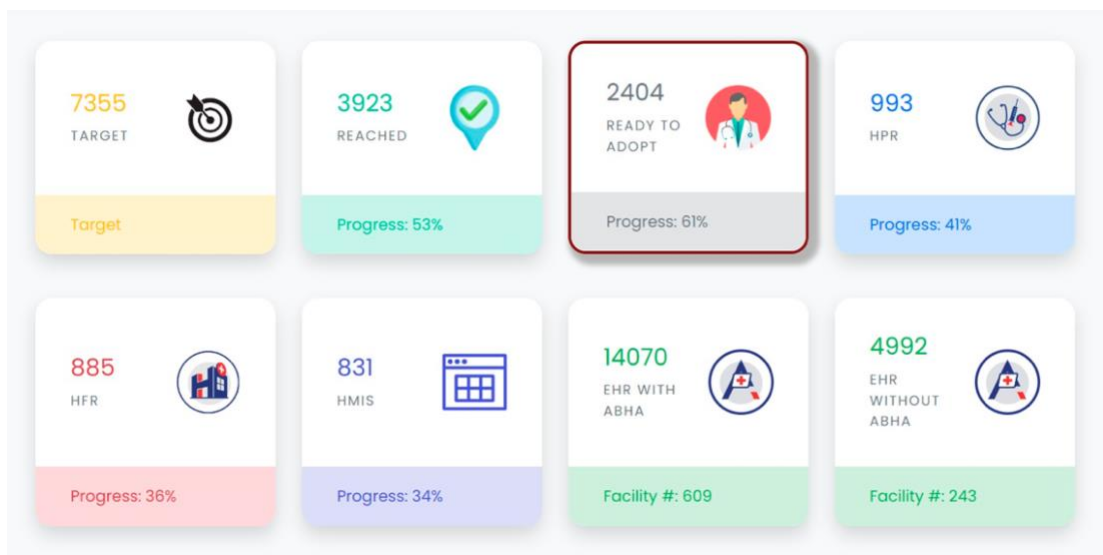 7355
TARGET
Target
3923
REACHED
Progress: 53%
2404
READY TO
ADOPT
Progress: 61%
993
HPR
Progress: 41%
885
HFR
Progress: 36%
831
HMIS
Progress: 34%
14070
EHR WITH
ABHA
Facility #: 609
4992
EHR
WITHOUT
ABHA
Facility #: 243